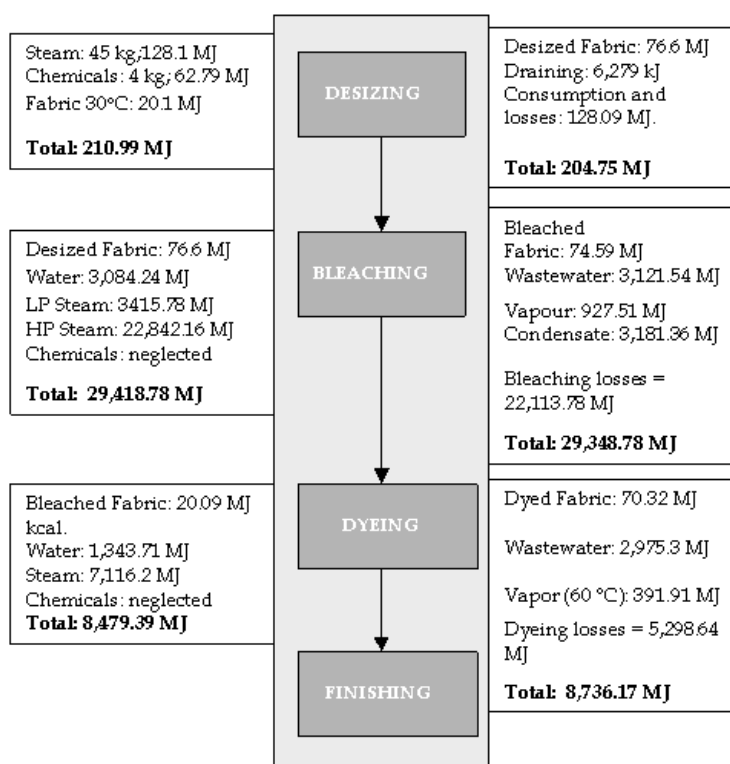 Steam: 45 kg;128.1 MJ
Chemicals: 4 kg; 62.79 MJ
Fabric 30°C: 20.1 MJ
Total: 210.99 MJ
DESIZING
Desized Fabric: 76.6 MJ
Draining: 6,279 kJ
Consumption and
losses: 128.09 MJ.
Total: 204.75 MJ
Desized Fabric: 76.6 MJ
Water: 3,084.24 MJ
LP Steam: 3415.78 MJ
HP Steam: 22,842.16 MJ
Chemicals: neglected
Total: 29,418.78 MJ
BLEACHING
Bleached
Fabric: 74.59 MJ
Wastewater: 3,121.54 MJ
Vapour: 927.51 MJ
Condensate: 3,181.36 MJ
Bleaching losses =
22,113.78 MJ
Total: 29,348.78 MJ
Bleached Fabric: 20.09 MJ
kcal.
Water: 1,343.71 MJ
Steam: 7,116.2 MJ
Chemicals: neglected
Total: 8,479.39 MJ
DYEING
Dyed Fabric: 70.32 MJ
Wastewater: 2,975.3 MJ
Vapor (60 °C): 391.91 MJ
Dyeing losses = 5,298.64
MJ
Total: 8,736.17 MJ
FINISHING